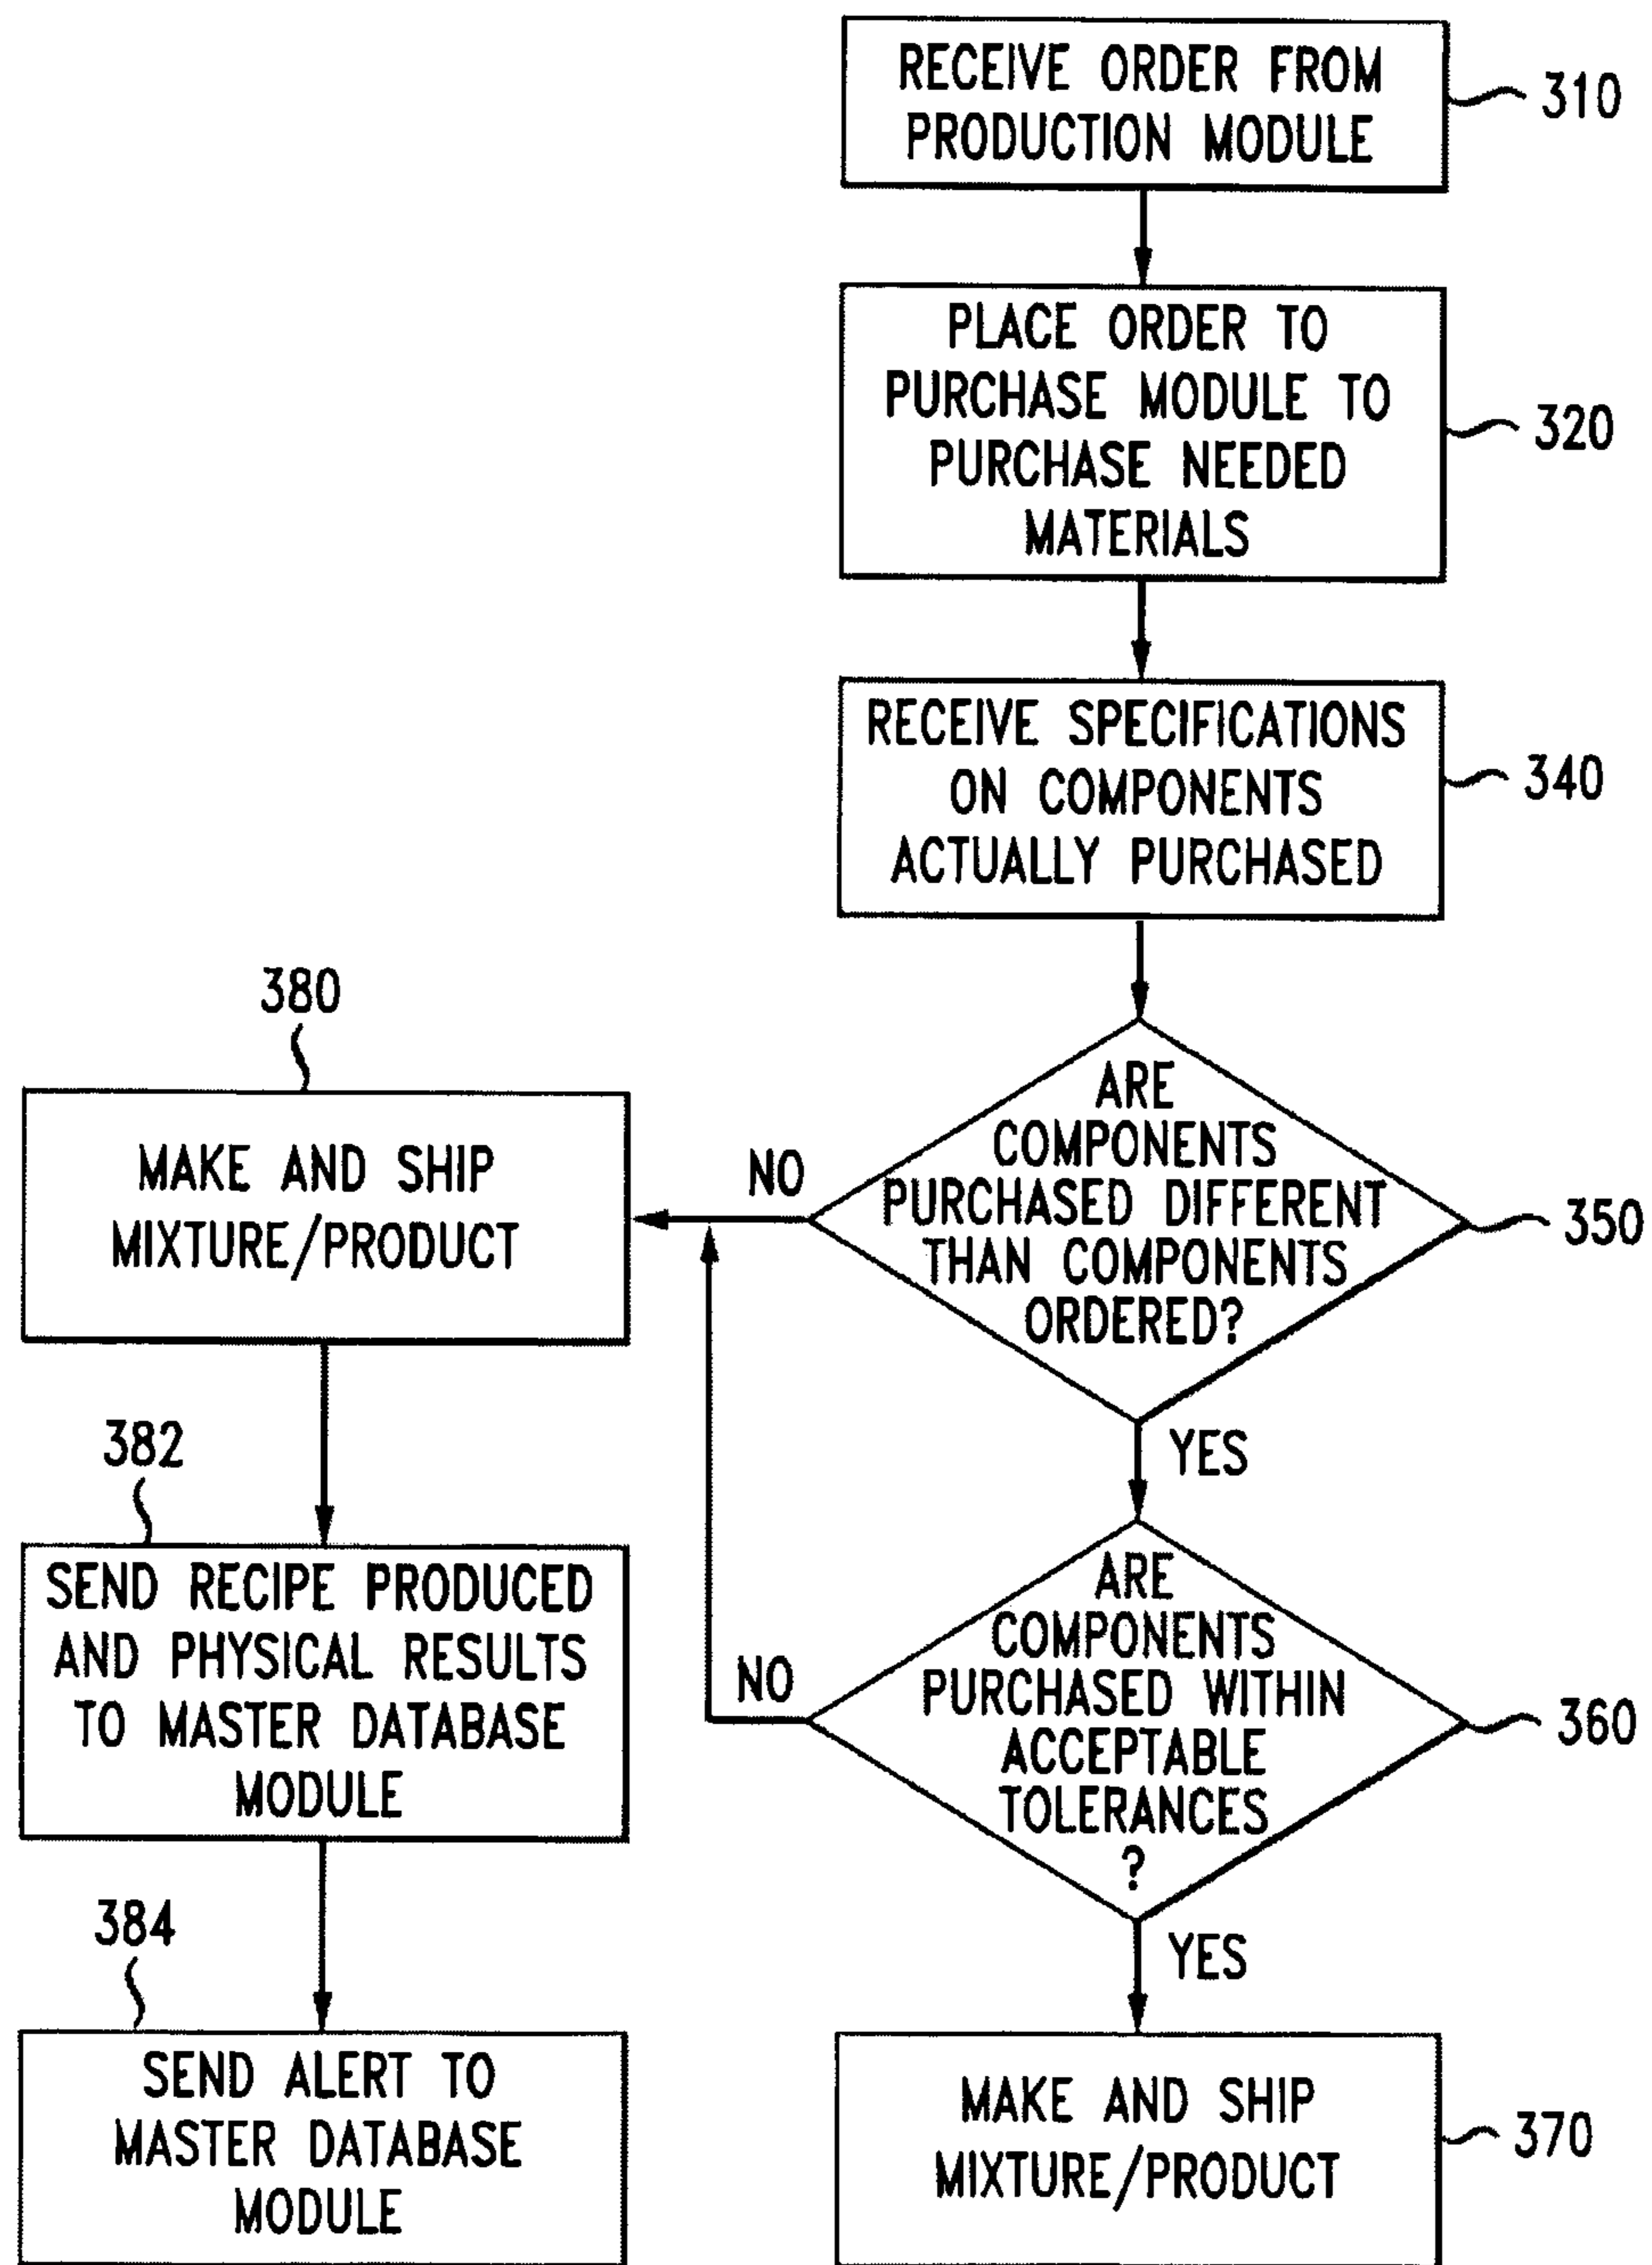 RECEIVE ORDER FROM
PRODUCTION MODULE
310
PLACE ORDER TO
PURCHASE MODULE TO
PURCHASE NEEDED
MATERIALS
320
RECEIVE SPECIFICATIONS
ON COMPONENTS
ACTUALLY PURCHASED
340
ARE
COMPONENTS
PURCHASED DIFFERENT
THAN COMPONENTS
ORDERED?
350
NO
YES
ARE
COMPONENTS
PURCHASED WITHIN
ACCEPTABLE
TOLERANCES
?
360
NO
YES
MAKE AND SHIP
MIXTURE/PRODUCT
370
380
MAKE AND SHIP
MIXTURE/PRODUCT
382
SEND RECIPE PRODUCED
AND PHYSICAL RESULTS
TO MASTER DATABASE
MODULE
384
SEND ALERT TO
MASTER DATABASE
MODULE